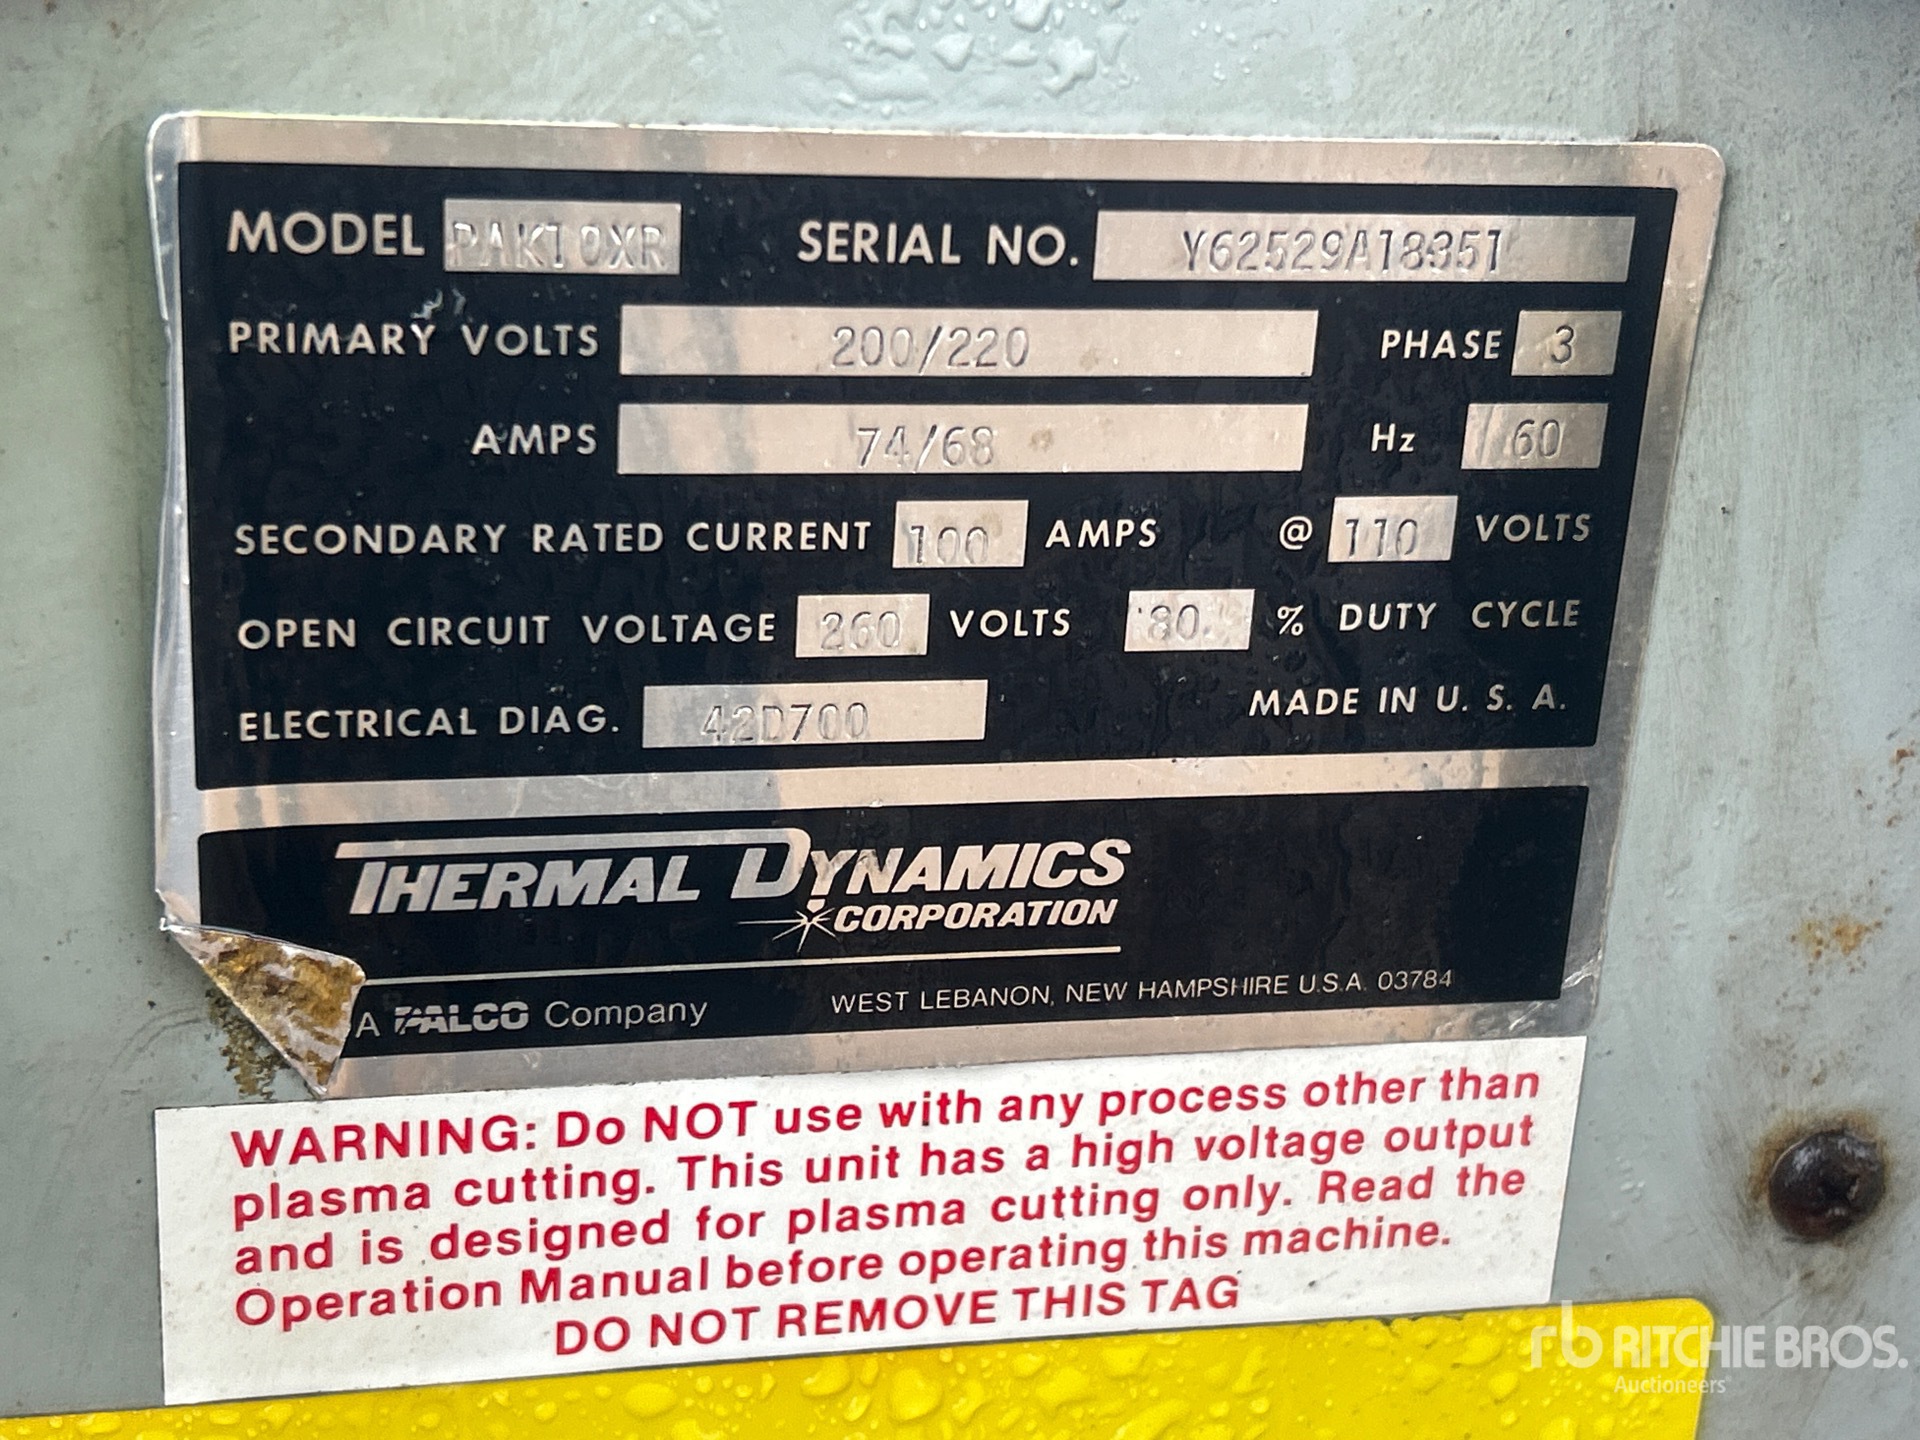 MODEL PAK10XR SERIAL NO. Y62529A18351
PRIMARY VOLTS 200/220 PHASE 3
AMPS 74/68 Hz 60
SECONDARY RATED CURRENT 100 AMPS @ 110 VOLTS
OPEN CIRCUIT VOLTAGE 260 VOLTS 80 % DUTY CYCLE
ELECTRICAL DIAG. 42D700 MADE IN U. S. A.
THERMAL DYNAMICS
CORPORATION
A PALCO Company WEST LEBANON, NEW HAMPSHIRE U.S.A. 03784
WARNING: Do NOT use with any process other than
plasma cutting. This unit has a high voltage output
and is designed for plasma cutting only. Read the
Operation Manual before operating this machine.
DO NOT REMOVE THIS TAG
rb RITCHIE BROS.
Auctioneers